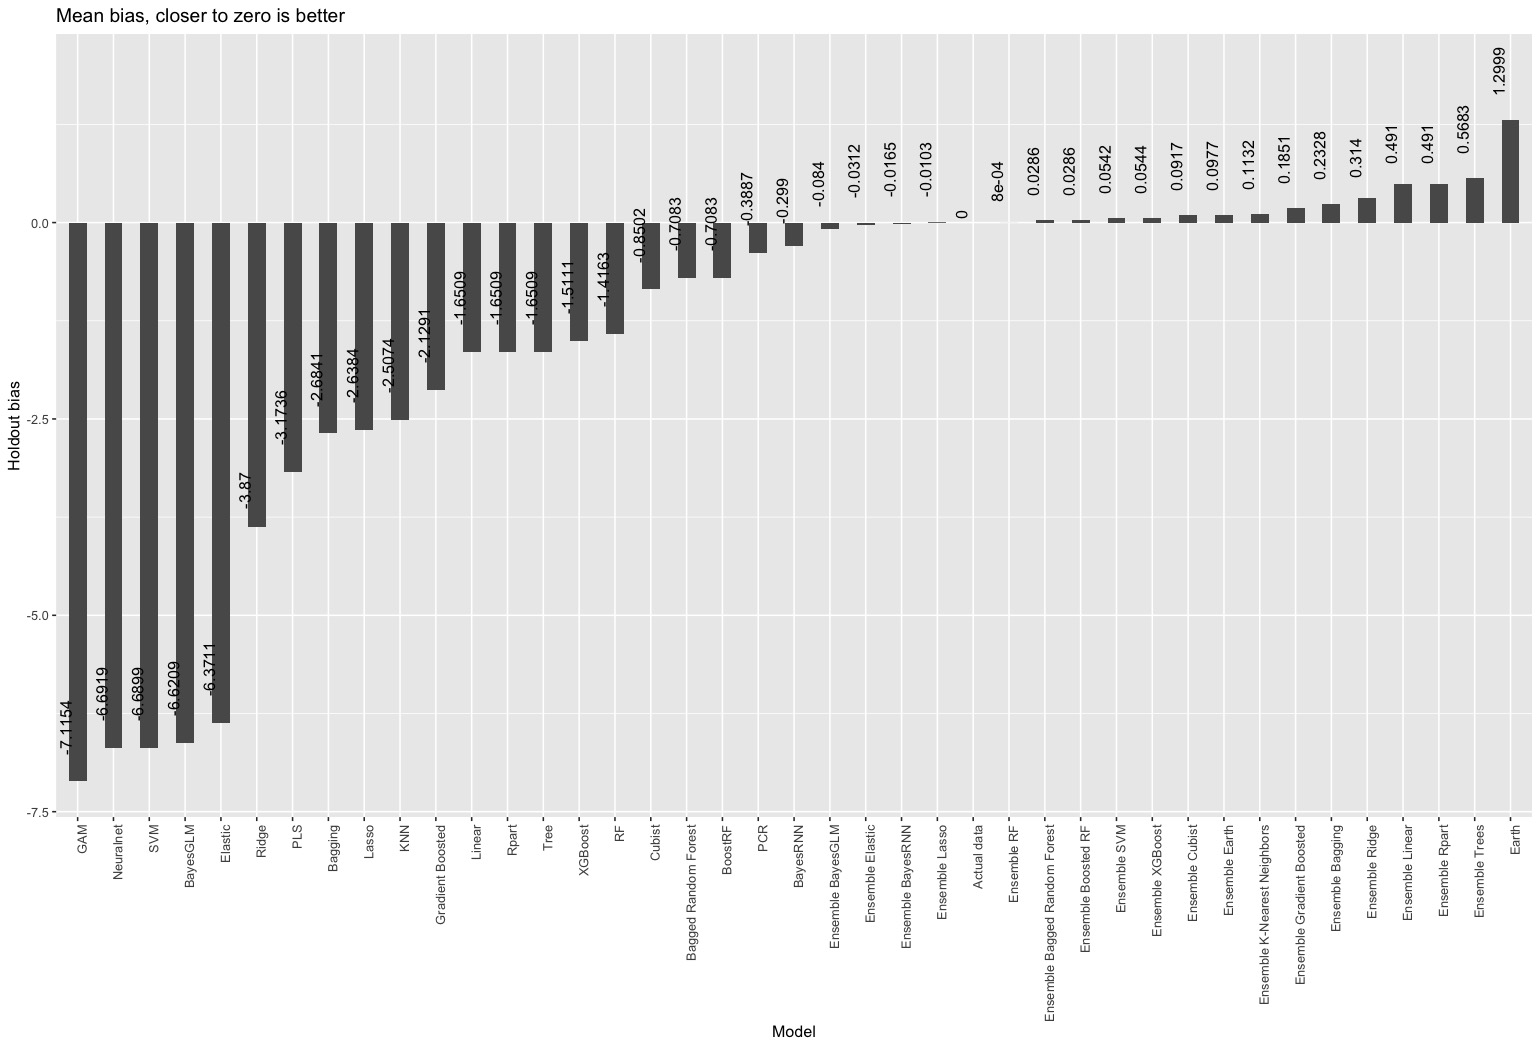 Mean bias, closer to zero is better
Holdout bias
0.0
-2.5
-5.0
-7.5
-7.1154
-6.6919
-6.6899
-6.6209
-6.3711
-3.87
-3.1736
-2.6841
-2.6384
-2.5074
-2.1291
-1.6509
-1.6509
-1.6509
-1.5111
-1.4163
-0.8502
-0.7083
-0.7083
-0.3887
-0.299
-0.084
-0.0312
-0.0165
-0.0103
0
8e-04
0.0286
0.0286
0.0542
0.0544
0.0917
0.0977
0.1132
0.1851
0.2328
0.314
0.491
0.491
0.5683
1.2999
GAM
Neuralnet
SVM
BayesGLM
Elastic
Ridge
PLS
Bagging
Lasso
KNN
Gradient Boosted
Linear
Rpart
Tree
XGBoost
RF
Cubist
Bagged Random Forest
BoostRF
PCR
BayesRNN
Ensemble BayesGLM
Ensemble Elastic
Ensemble BayesRNN
Ensemble Lasso
Actual data
Ensemble RF
Ensemble Bagged Random Forest
Ensemble Boosted RF
Ensemble SVM
Ensemble XGBoost
Ensemble Cubist
Ensemble Earth
Ensemble K-Nearest Neighbors
Ensemble Gradient Boosted
Ensemble Bagging
Ensemble Ridge
Ensemble Linear
Ensemble Rpart
Ensemble Trees
Earth
Model